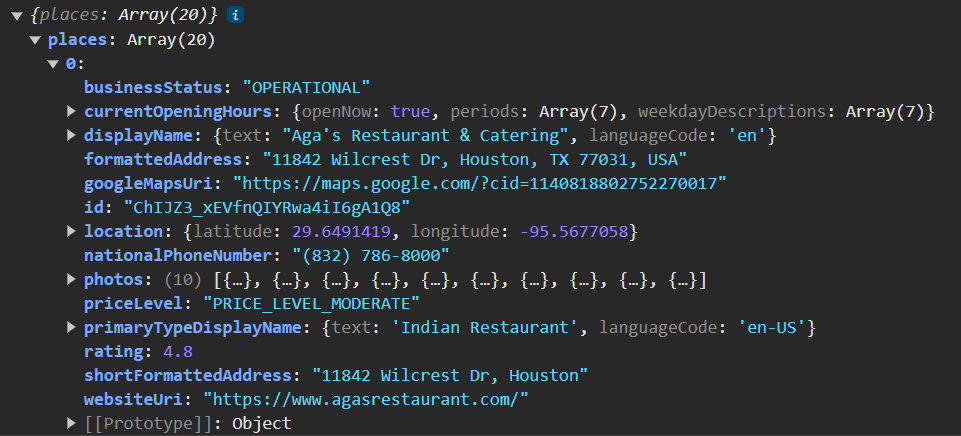 ▼ {places: Array(20)} i
▼ places: Array(20)
▼ 0:
businessStatus: "OPERATIONAL"
▶ currentOpeningHours: {openNow: true, periods: Array(7), weekdayDescriptions: Array(7)}
▶ displayName: {text: "Aga's Restaurant & Catering", languageCode: 'en'}
formattedAddress: "11842 Wilcrest Dr, Houston, TX 77031, USA"
googleMapsUri: "https://maps.google.com/?cid=1140818802752270017"
id: "ChIJZ3_xEVfnQIYRwa4iI6gA1Q8"
▶ location: {latitude: 29.6491419, longitude: -95.5677058}
nationalPhoneNumber: "(832) 786-8000"
▶ photos: (10) [{…}, {…}, {…}, {…}, {…}, {…}, {…}, {…}, {…}, {…}]
priceLevel: "PRICE_LEVEL_MODERATE"
▶ primaryTypeDisplayName: {text: 'Indian Restaurant', languageCode: 'en-US'}
rating: 4.8
shortFormattedAddress: "11842 Wilcrest Dr, Houston"
websiteUri: "https://www.agasrestaurant.com/"
▶ [[Prototype]]: Object